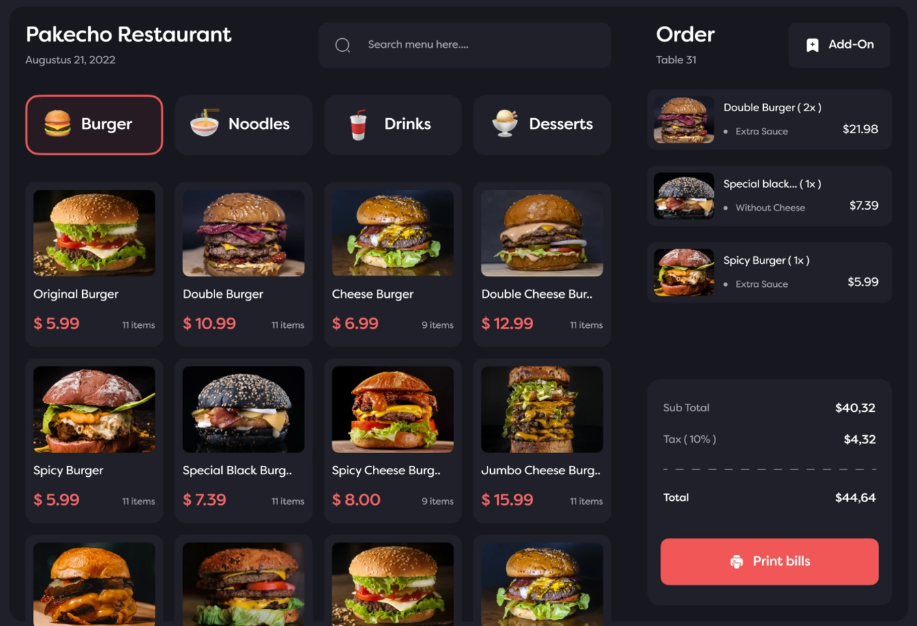 Pakecho Restaurant
Augustus 21, 2022
Search menu here....
Burger
Noodles
Drinks
Desserts
Original Burger
$ 5.99
11 items
Double Burger
$ 10.99
11 items
Cheese Burger
$ 6.99
9 items
Double Cheese Bur..
$ 12.99
11 items
Spicy Burger
$ 5.99
11 items
Special Black Burg..
$ 7.39
11 items
Spicy Cheese Burg..
$ 8.00
9 items
Jumbo Cheese Burg..
$ 15.99
11 items
Order
Table 31
Add-On
Double Burger ( 2x )
Extra Sauce
$21.98
Special black... ( 1x )
Without Cheese
$7.39
Spicy Burger ( 1x )
Extra Sauce
$5.99
Sub Total $40,32
Tax ( 10% ) $4,32
Total $44,64
Print bills